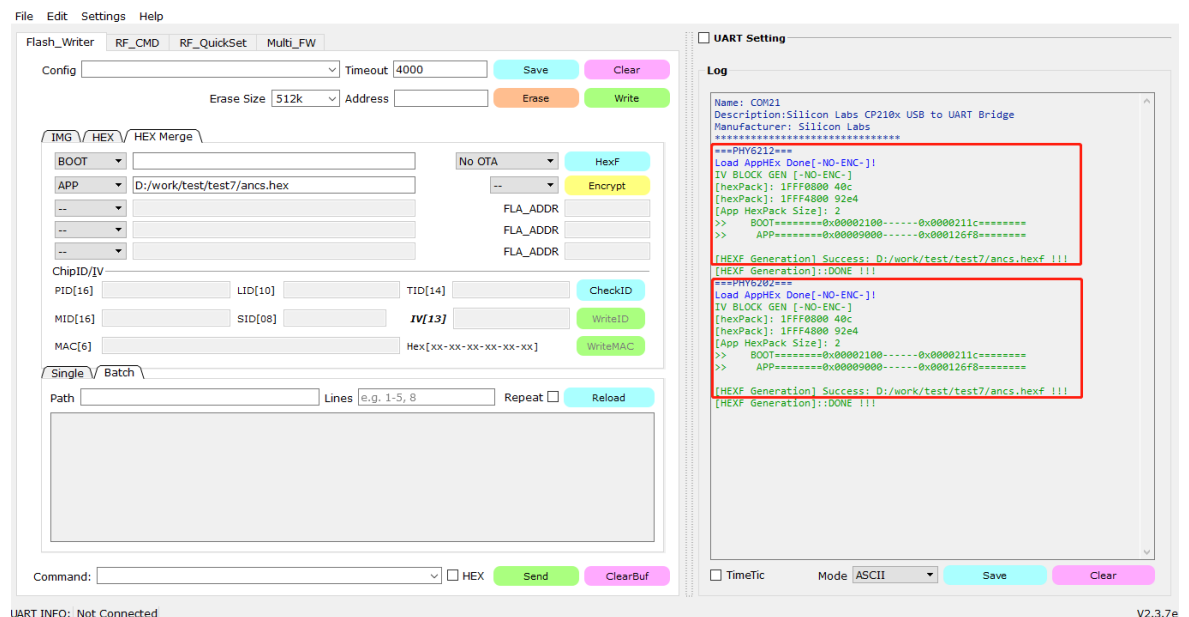 File Edit Settings Help
Flash_Writer RF_CMD RF_QuickSet Multi_FW
Config Timeout 4000 Save Clear
Erase Size 512k Address Erase Write
IMG HEX HEX Merge
BOOT No OTA HexF
APP D:/work/test/test7/ancs.hex -- Encrypt
-- FLA_ADDR
-- FLA_ADDR
-- FLA_ADDR
ChipID/IV
PID[16] LID[10] TID[14] CheckID
MID[16] SID[08] IV[13] WriteID
MAC[6] Hex[xx-xx-xx-xx-xx-xx] WriteMAC
Single Batch
Path Lines e.g. 1-5, 8 Repeat Reload
Command: HEX Send ClearBuf
UART INFO: Not Connected
UART Setting
Log
Name: COM21
Description:Silicon Labs CP210x USB to UART Bridge
Manufacturer: Silicon Labs
*******************************
===PHY6212===
Load AppHEx Done[-NO-ENC-]!
IV BLOCK GEN [-NO-ENC-]
[hexPack]: 1FFF0800 40c
[hexPack]: 1FFF4800 92e4
[App HexPack Size]: 2
>> BOOT========0x00002100------0x0000211c========
>> APP========0x00009000------0x000126f8========
[HEXF Generation] Success: D:/work/test/test7/ancs.hexf !!!
[HEXF Generation]::DONE !!!
===PHY6202===
Load AppHEx Done[-NO-ENC-]!
IV BLOCK GEN [-NO-ENC-]
[hexPack]: 1FFF0800 40c
[hexPack]: 1FFF4800 92e4
[App HexPack Size]: 2
>> BOOT========0x00002100------0x0000211c========
>> APP========0x00009000------0x000126f8========
[HEXF Generation] Success: D:/work/test/test7/ancs.hexf !!!
[HEXF Generation]::DONE !!!
TimeTic Mode ASCII Save Clear
V2.3.7e